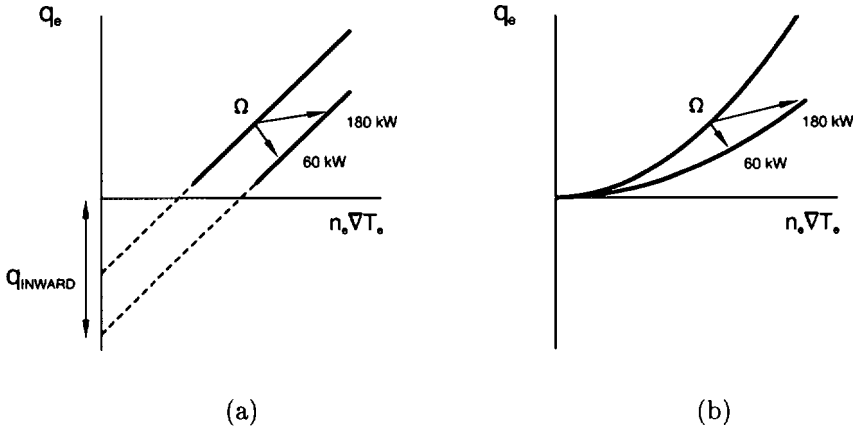 qe
Ω
180 kW
60 kW
ne∇Te
qINWARD
(a)
qe
Ω
180 kW
60 kW
ne∇Te
(b)